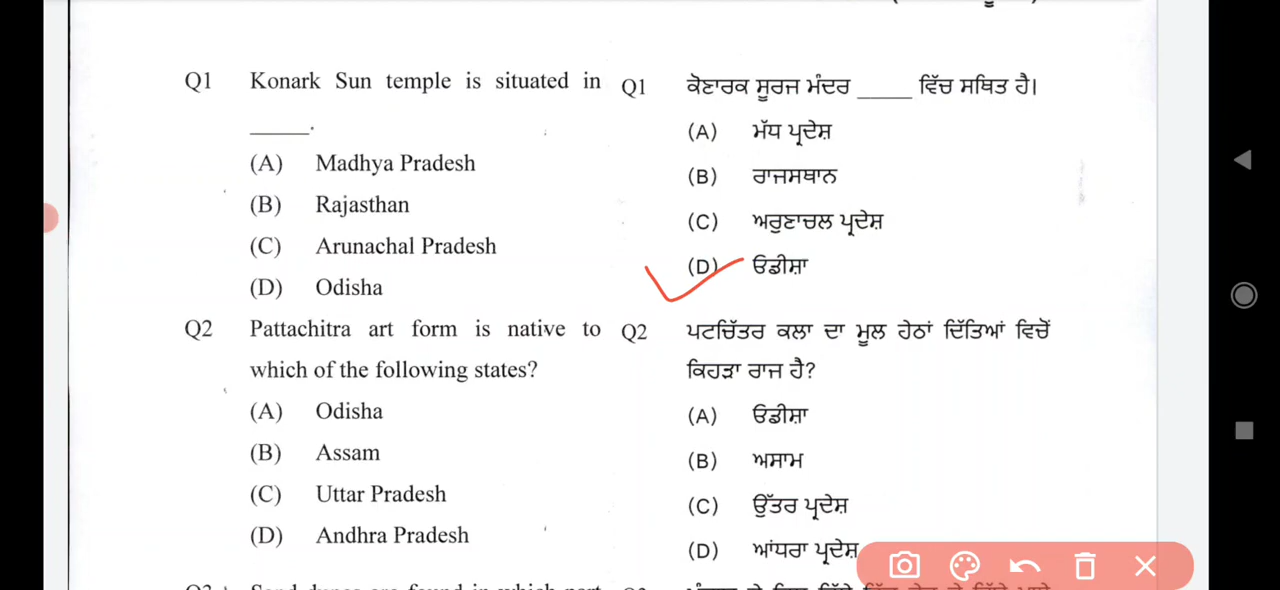 Q1 Konark Sun temple is situated in
_____.
(A) Madhya Pradesh
(B) Rajasthan
(C) Arunachal Pradesh
(D) Odisha
Q2 Pattachitra art form is native to
which of the following states?
(A) Odisha
(B) Assam
(C) Uttar Pradesh
(D) Andhra Pradesh
Q1 ਕੋਣਾਰਕ ਸੂਰਜ ਮੰਦਰ _____ ਵਿੱਚ ਸਥਿਤ ਹੈ।
(A) ਮੱਧ ਪ੍ਰਦੇਸ਼
(B) ਰਾਜਸਥਾਨ
(C) ਅਰੁਣਾਚਲ ਪ੍ਰਦੇਸ਼
(D) ਓਡੀਸ਼ਾ
Q2 ਪਟਚਿੱਤਰ ਕਲਾ ਦਾ ਮੂਲ ਹੇਠਾਂ ਦਿੱਤਿਆਂ ਵਿਚੋਂ
ਕਿਹੜਾ ਰਾਜ ਹੈ?
(A) ਓਡੀਸ਼ਾ
(B) ਅਸਾਮ
(C) ਉੱਤਰ ਪ੍ਰਦੇਸ਼
(D) ਆਂਧਰਾ ਪ੍ਰਦੇਸ਼